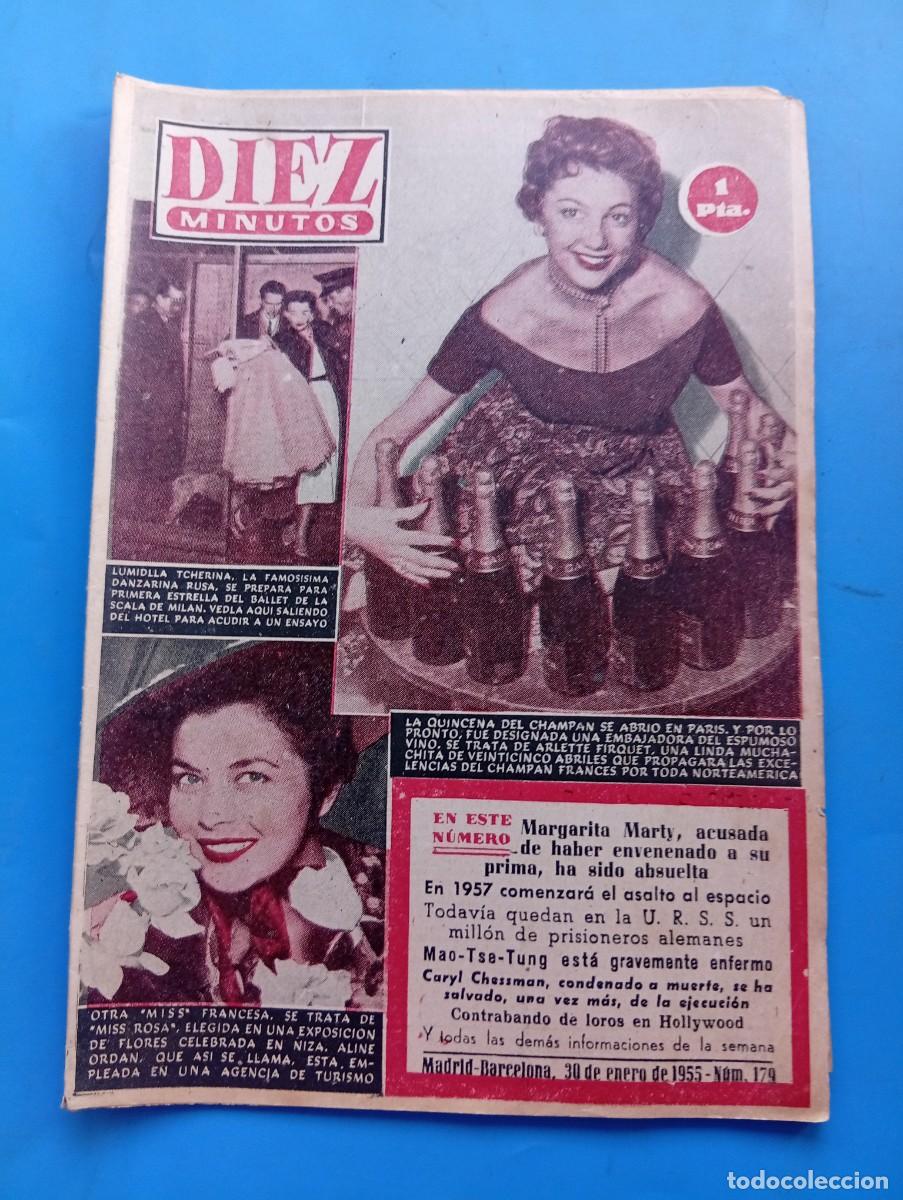 DIEZ
MINUTOS
1
Pta.
LUMIDLLA TCHERINA, LA FAMOSISIMA
DANZARINA RUSA, SE PREPARA PARA
PRIMERA ESTRELLA DEL BALLET DE LA
SCALA DE MILAN. VEDLA AQUI SALIENDO
DEL HOTEL PARA ACUDIR A UN ENSAYO
LA QUINCENA DEL CHAMPAN SE ABRIO EN PARIS. Y POR LO
PRONTO, FUE DESIGNADA UNA EMBAJADORA DEL ESPUMOSO
VINO. SE TRATA DE ARLETTE FIRQUET, UNA LINDA MUCHA-
CHITA DE VEINTICINCO ABRILES QUE PROPAGARA LAS EXCE-
LENCIAS DEL CHAMPAN FRANCES POR TODA NORTEAMERICA
OTRA "MISS" FRANCESA. SE TRATA DE
"MISS ROSA", ELEGIDA EN UNA EXPOSICION
DE FLORES CELEBRADA EN NIZA. ALINE
ORDAN, QUE ASI SE LLAMA, ESTA EM-
PLEADA EN UNA AGENCIA DE TURISMO
EN ESTE
NÚMERO
Margarita Marty, acusada
de haber envenenado a su
prima, ha sido absuelta
En 1957 comenzará el asalto al espacio
Todavía quedan en la U. R. S. S. un
millón de prisioneros alemanes
Mao-Tse-Tung está gravemente enfermo
Caryl Chessman, condenado a muerte, se ha
salvado, una vez más, de la ejecución
Contrabando de loros en Hollywood
Y todas las demás informaciones de la semana
Madrid-Barcelona, 30 de enero de 1955-Núm. 179
todocoleccion